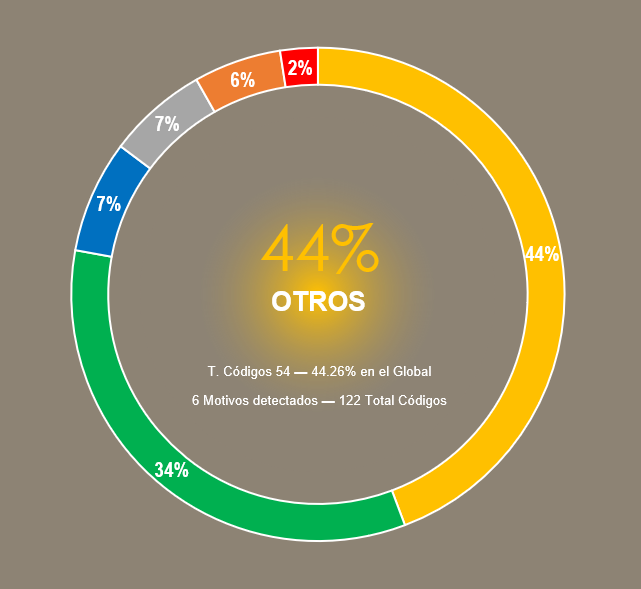 2%
6%
7%
7%
44%
44%
OTROS
T. Códigos 54 — 44.26% en el Global
6 Motivos detectados — 122 Total Códigos
34%